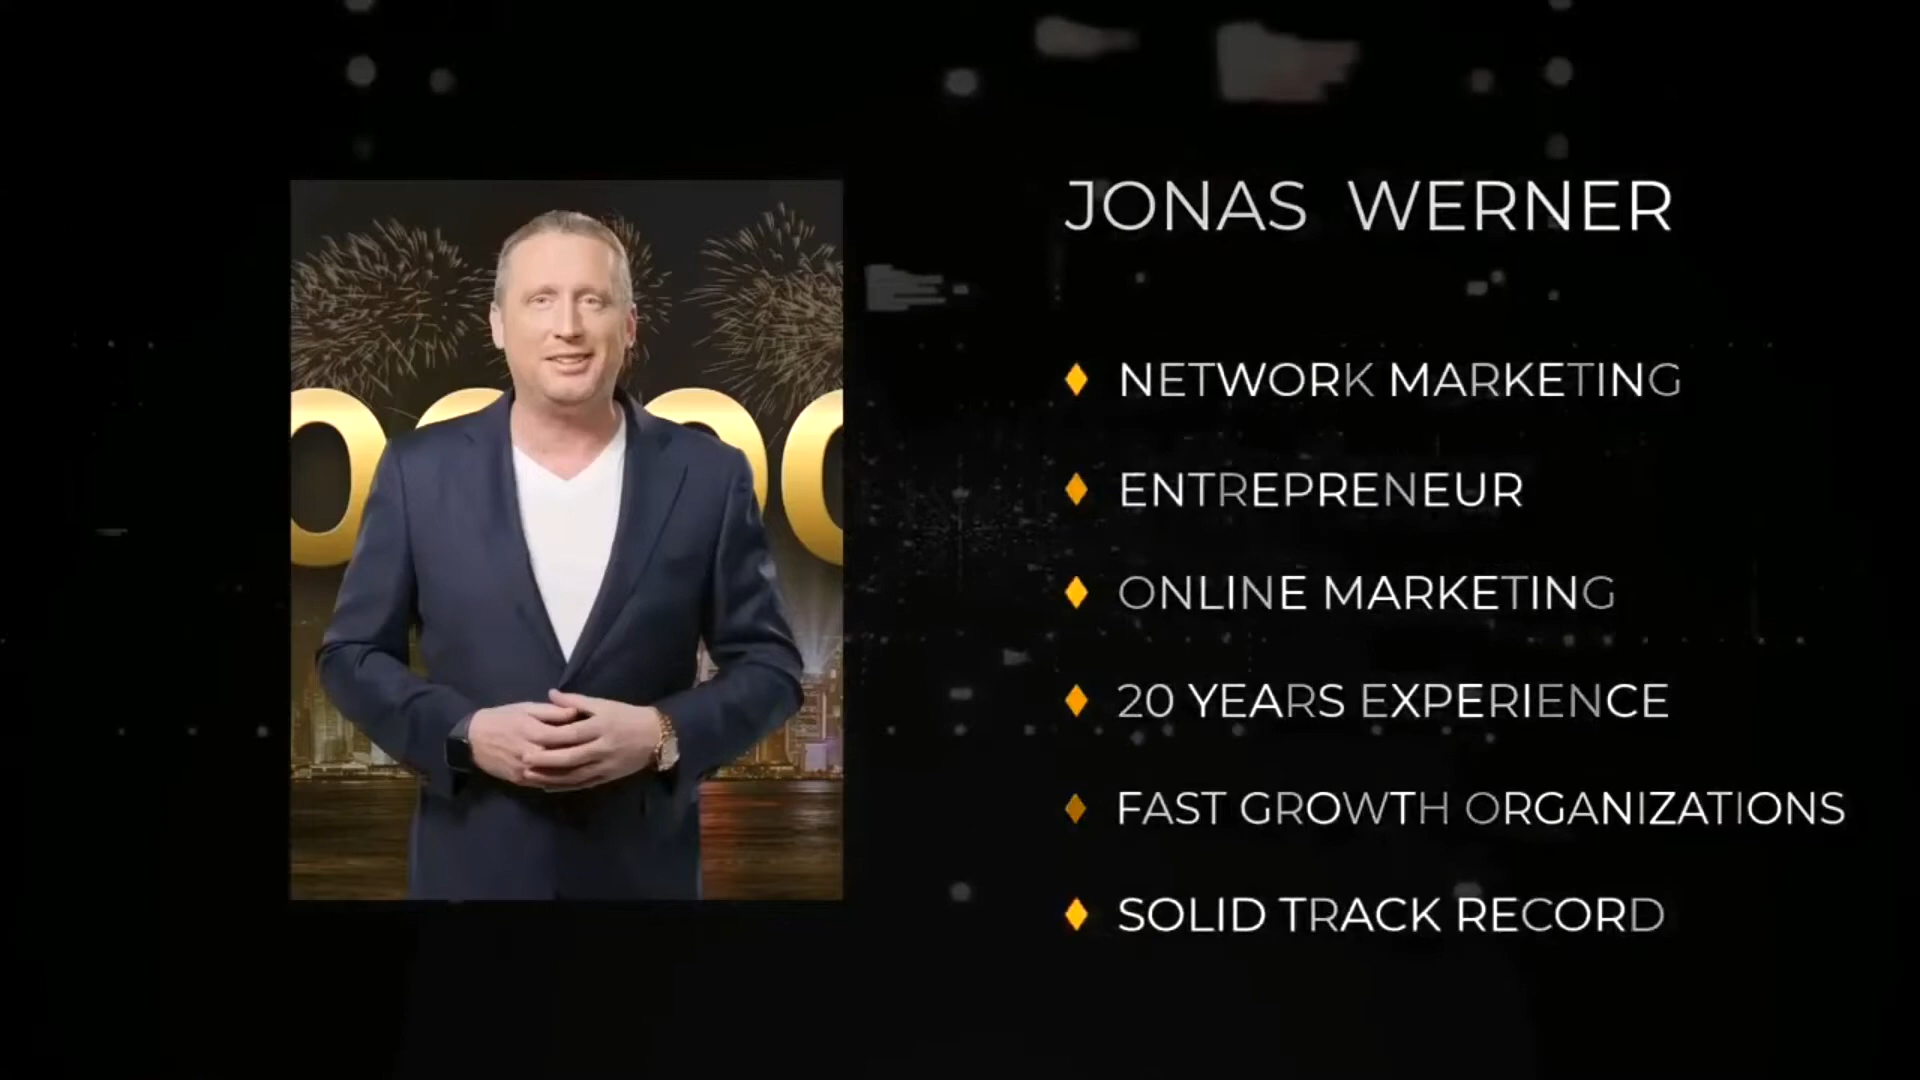 JONAS WERNER
NETWORK MARKETING
ENTREPRENEUR
ONLINE MARKETING
20 YEARS EXPERIENCE
FAST GROWTH ORGANIZATIONS
SOLID TRACK RECORD